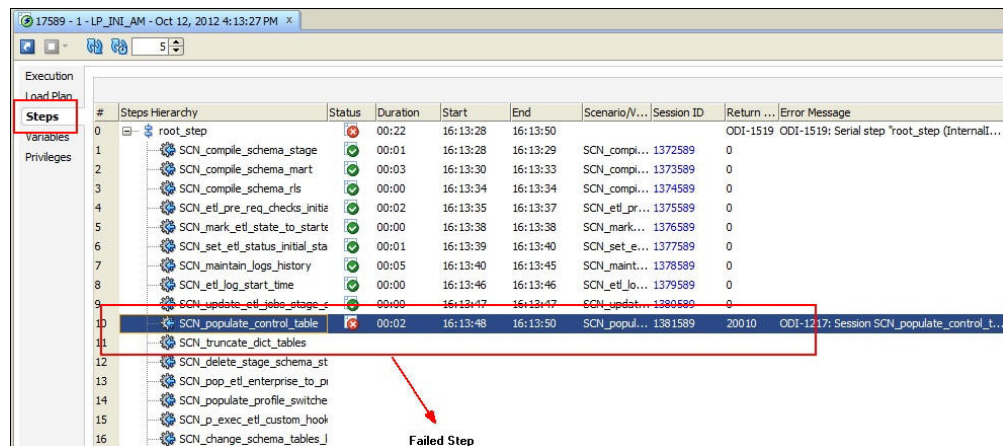 17589 - 1 - LP_INI_AM - Oct 12, 2012 4:13:27 PM x
5
Execution
Load Plan
Steps
Variables
Privileges
# Steps Hierarchy Status Duration Start End Scenario/V... Session ID Return ... Error Message
0 root_step 00:22 16:13:28 16:13:50 ODI-1519 ODI-1519: Serial step "root_step (InternalI...
1 SCN_compile_schema_stage 00:01 16:13:28 16:13:29 SCN_compi... 1372589 0
2 SCN_compile_schema_mart 00:03 16:13:30 16:13:33 SCN_compi... 1373589 0
3 SCN_compile_schema_rls 00:00 16:13:34 16:13:34 SCN_compi... 1374589 0
4 SCN_etl_pre_req_checks_initia 00:02 16:13:35 16:13:37 SCN_etl_pr... 1375589 0
5 SCN_mark_etl_state_to_starte 00:00 16:13:38 16:13:38 SCN_mark... 1376589 0
6 SCN_set_etl_status_initial_sta 00:01 16:13:39 16:13:40 SCN_set_e... 1377589 0
7 SCN_maintain_logs_history 00:05 16:13:40 16:13:45 SCN_maint... 1378589 0
8 SCN_etl_log_start_time 00:00 16:13:46 16:13:46 SCN_etl_lo... 1379589 0
9 SCN_update_etl_jobs_stage_s 00:00 16:13:47 16:13:47 SCN_updat... 1380589 0
10 SCN_populate_control_table 00:02 16:13:48 16:13:50 SCN_popul... 1381589 20010 ODI-1217: Session SCN_populate_control_t...
11 SCN_truncate_dict_tables
12 SCN_delete_stage_schema_st
13 SCN_pop_etl_enterprise_to_pr
14 SCN_populate_profile_switche
15 SCN_p_exec_etl_custom_hook
16 SCN_change_schema_tables_l
Failed Step